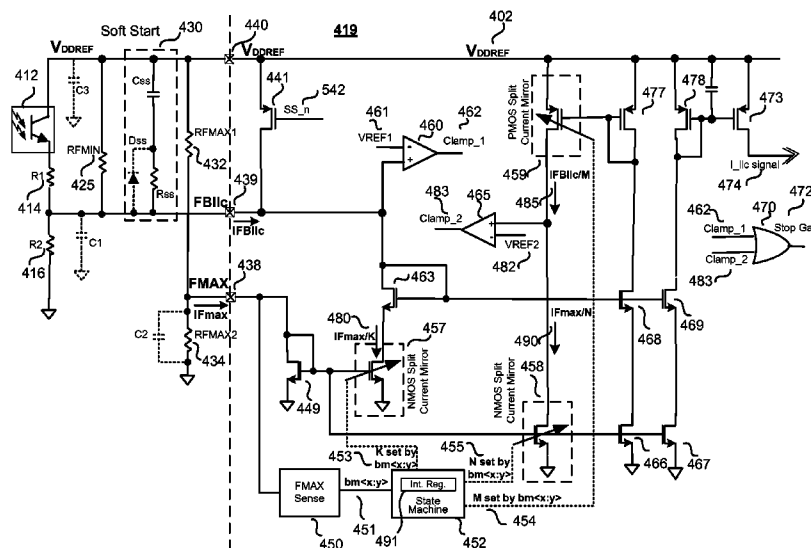 419
Soft Start
430
440
402
VDDREF
VDDREF
VDDREF
412
C3
Css
441
542
SS_n
461
VREF1
462
460
Clamp_1
PMOS Split
Current Mirror
477
478
473
RFMAX1
432
RFMIN
425
Dss
Rss
R1
414
439
FBIlc
IFBIlc
459
IFBIlc/M
485
I_llc signal
474
483
Clamp_2
465
VREF2
482
462
Clamp_1
470
472
Stop Ga
Clamp_2
483
R2
416
C1
438
FMAX
IFmax
463
480
IFmax/K
457
IFmax/N
490
468
469
C2
RFMAX2
434
449
NMOS Split
Current Mirror
458
NMOS Split
Current Mirror
453
K set by
bm<x:y>
455
N set by
bm<x:y>
466
467
FMAX
Sense
450
bm<x:y>
451
Int. Reg.
State
Machine
491
452
M set by bm<x:y>
454